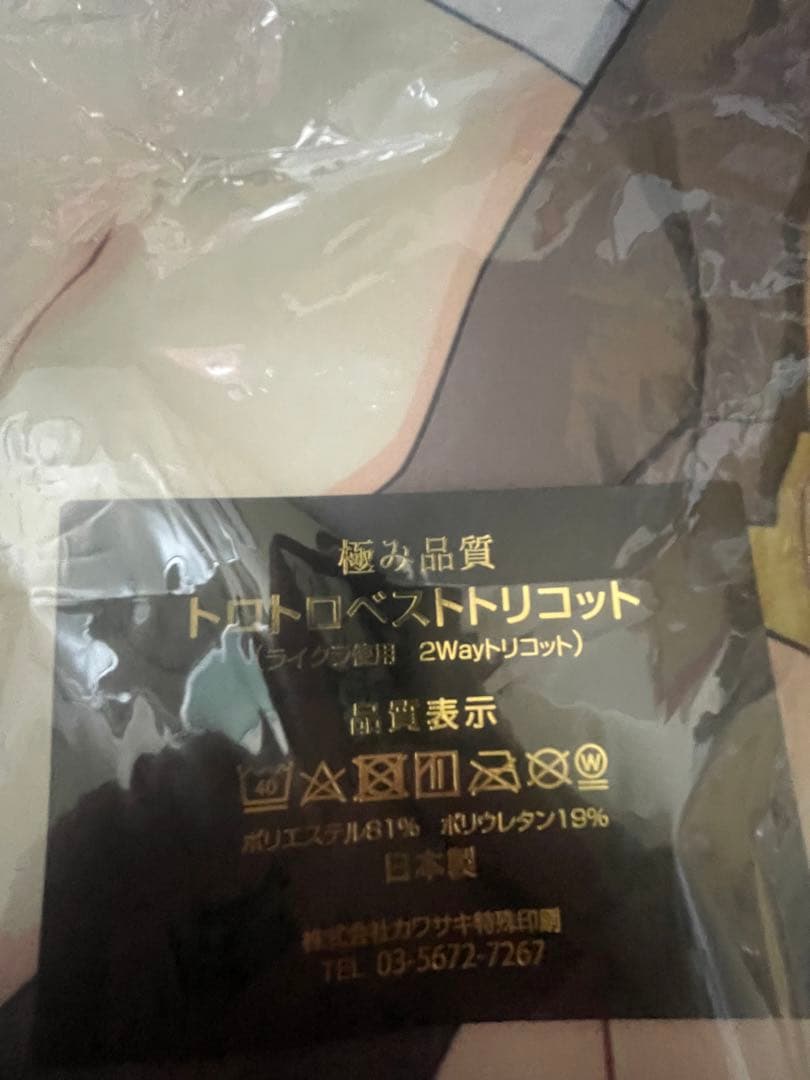 極み品質
トロトロベストトリコット
(ライクラ使用 2Wayトリコット)
品質表示
40 W
ポリエステル81% ポリウレタン19%
日本製
株式会社カワサキ特殊印刷
TEL 03-5672-7267